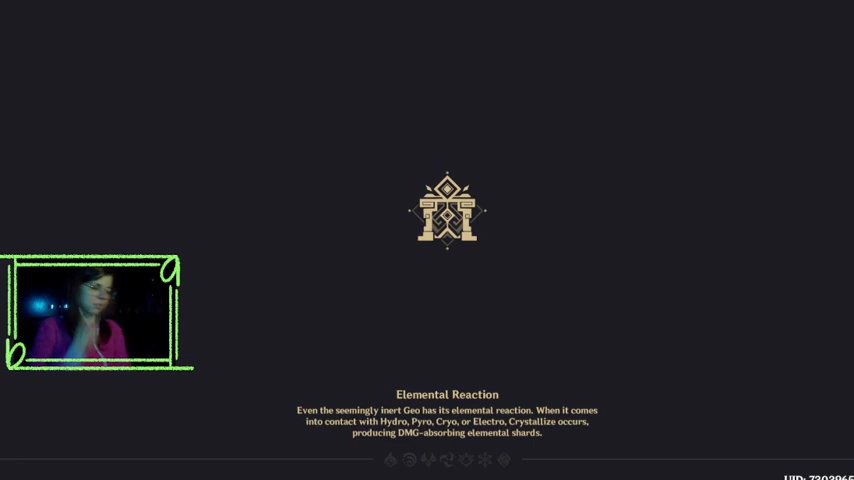 a
b
Elemental Reaction
Even the seemingly inert Geo has its elemental reaction. When it comes
into contact with Hydro, Pyro, Cryo, or Electro, Crystallize occurs,
producing DMG-absorbing elemental shards.
UID: